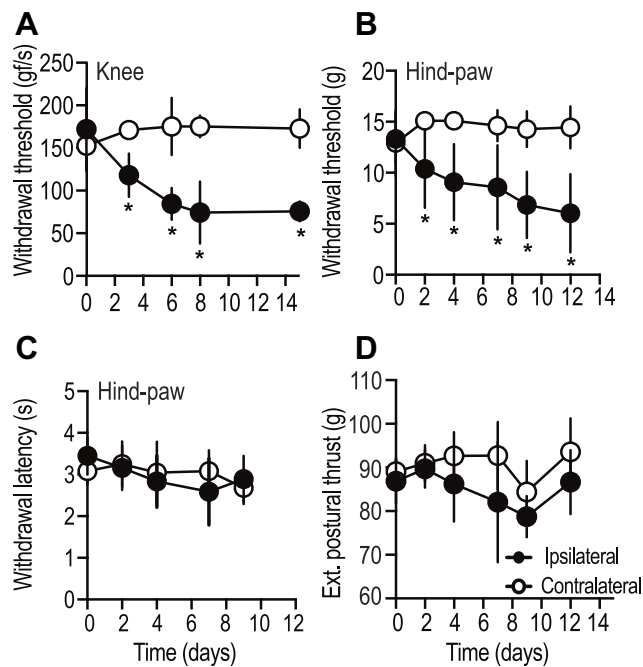 A
Knee
Withdrawal threshold (gf/s)
250
200
150
100
50
0
0 2 4 6 8 10 12 14
* * * *
B
Hind-paw
Withdrawal threshold (g)
20
15
10
5
0
0 2 4 6 8 10 12 14
* * * * *
C
Hind-paw
Withdrawal latency (s)
5
4
3
2
1
0
0 2 4 6 8 10 12
Time (days)
D
Ext. postural thrust (g)
110
100
90
80
70
60
0 2 4 6 8 10 12 14
Time (days)
Ipsilateral
Contralateral